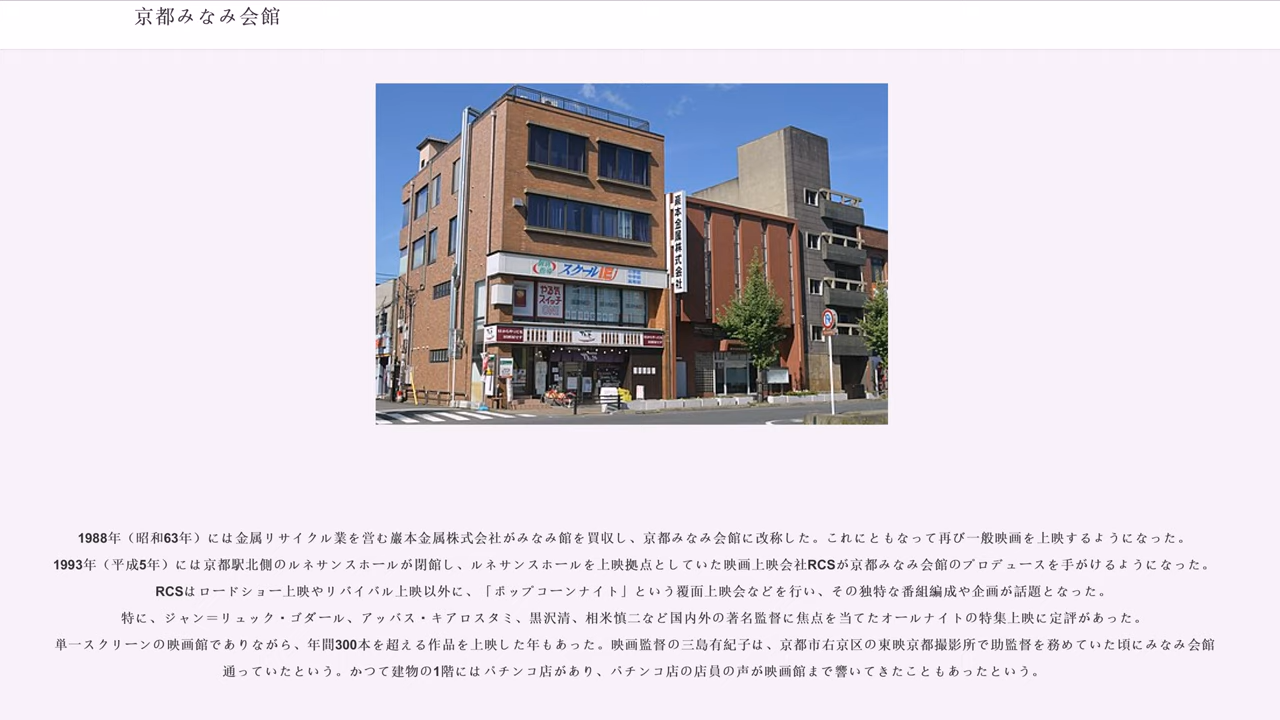 京都みなみ会館
巌本金属株式会社
スクールIE
やる気
スイッチ
1988年（昭和63年）には金属リサイクル業を営む巌本金属株式会社がみなみ館を買収し、京都みなみ会館に改称した。これにともなって再び一般映画を上映するようになった。
1993年（平成5年）には京都駅北側のルネサンスホールが閉館し、ルネサンスホールを上映拠点としていた映画上映会社RCSが京都みなみ会館のプロデュースを手がけるようになった。
RCSはロードショー上映やリバイバル上映以外に、「ポップコーンナイト」という覆面上映会などを行い、その独特な番組編成や企画が話題となった。
特に、ジャン＝リュック・ゴダール、アッバス・キアロスタミ、黒沢清、相米慎二など国内外の著名監督に焦点を当てたオールナイトの特集上映に定評があった。
単一スクリーンの映画館でありながら、年間300本を超える作品を上映した年もあった。映画監督の三島有紀子は、京都市右京区の東映京都撮影所で助監督を務めていた頃にみなみ会館
通っていたという。かつて建物の1階にはパチンコ店があり、パチンコ店の店員の声が映画館まで響いてきたこともあったという。